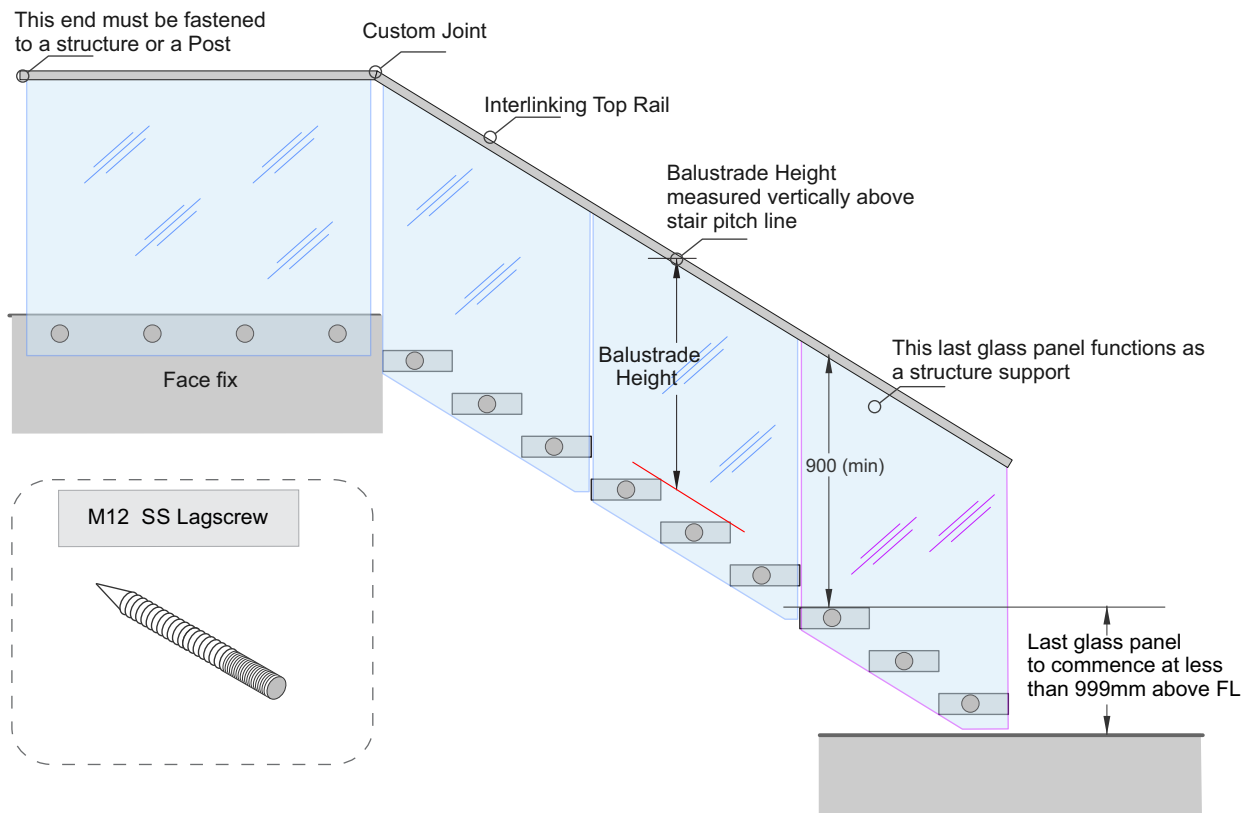 This end must be fastened
to a structure or a Post
Custom Joint
Interlinking Top Rail
Balustrade Height
measured vertically above
stair pitch line
This last glass panel functions as
a structure support
Balustrade
Height
Face fix
900 (min)
M12 SS Lagscrew
Last glass panel
to commence at less
than 999mm above FL